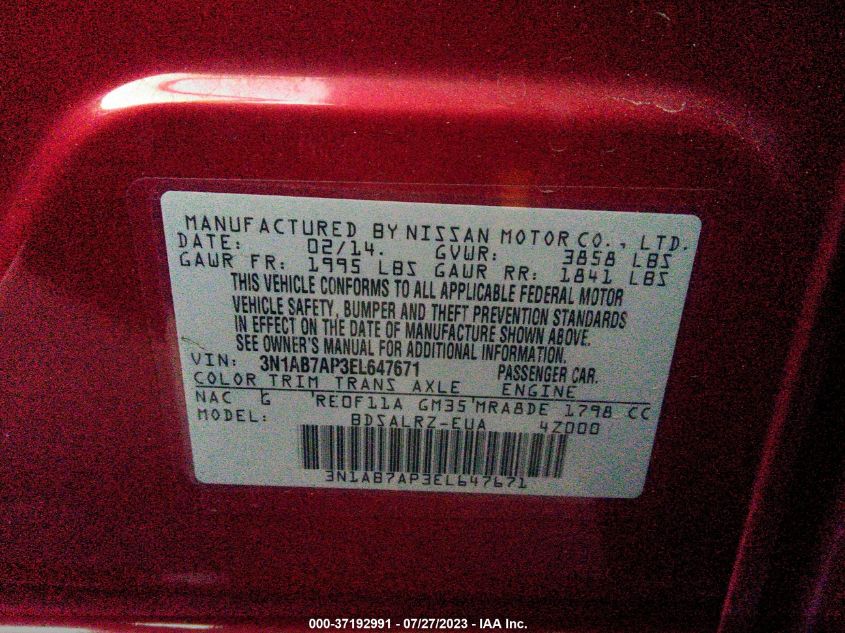 MANUFACTURED BY NISSAN MOTOR CO., LTD.
DATE: 02/14. GVWR: 3858 LBS
GAWR FR: 1995 LBS GAWR RR: 1841 LBS
THIS VEHICLE CONFORMS TO ALL APPLICABLE FEDERAL MOTOR
VEHICLE SAFETY, BUMPER AND THEFT PREVENTION STANDARDS
IN EFFECT ON THE DATE OF MANUFACTURE SHOWN ABOVE.
SEE OWNER'S MANUAL FOR ADDITIONAL INFORMATION.
VIN: 3N1AB7AP3EL647671 PASSENGER CAR.
COLOR TRIM TRANS AXLE ENGINE
NAC G RE0F11A GM35 MRA8DE 1798 CC
MODEL: BDSALRZ-EUA 4Z000
3N1AB7AP3EL647671
000-37192991 - 07/27/2023 - IAA Inc.